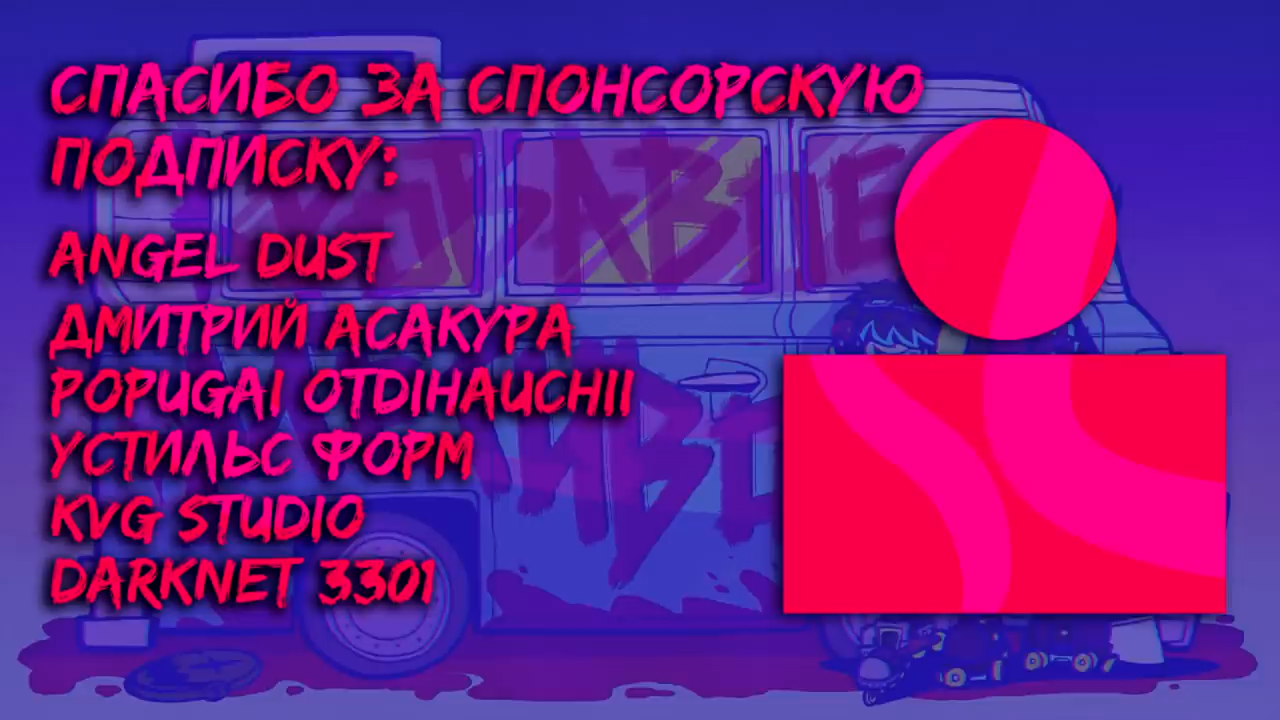 СПАСИБО ЗА СПОНСОРСКУЮ
ПОДПИСКУ:
ANGEL DUST
ДМИТРИЙ АСАКУРА
POPUGAI OTDIHAUCHII
УСТИЛЬС ФОРМ
KVG STUDIO
DARKNET 3301